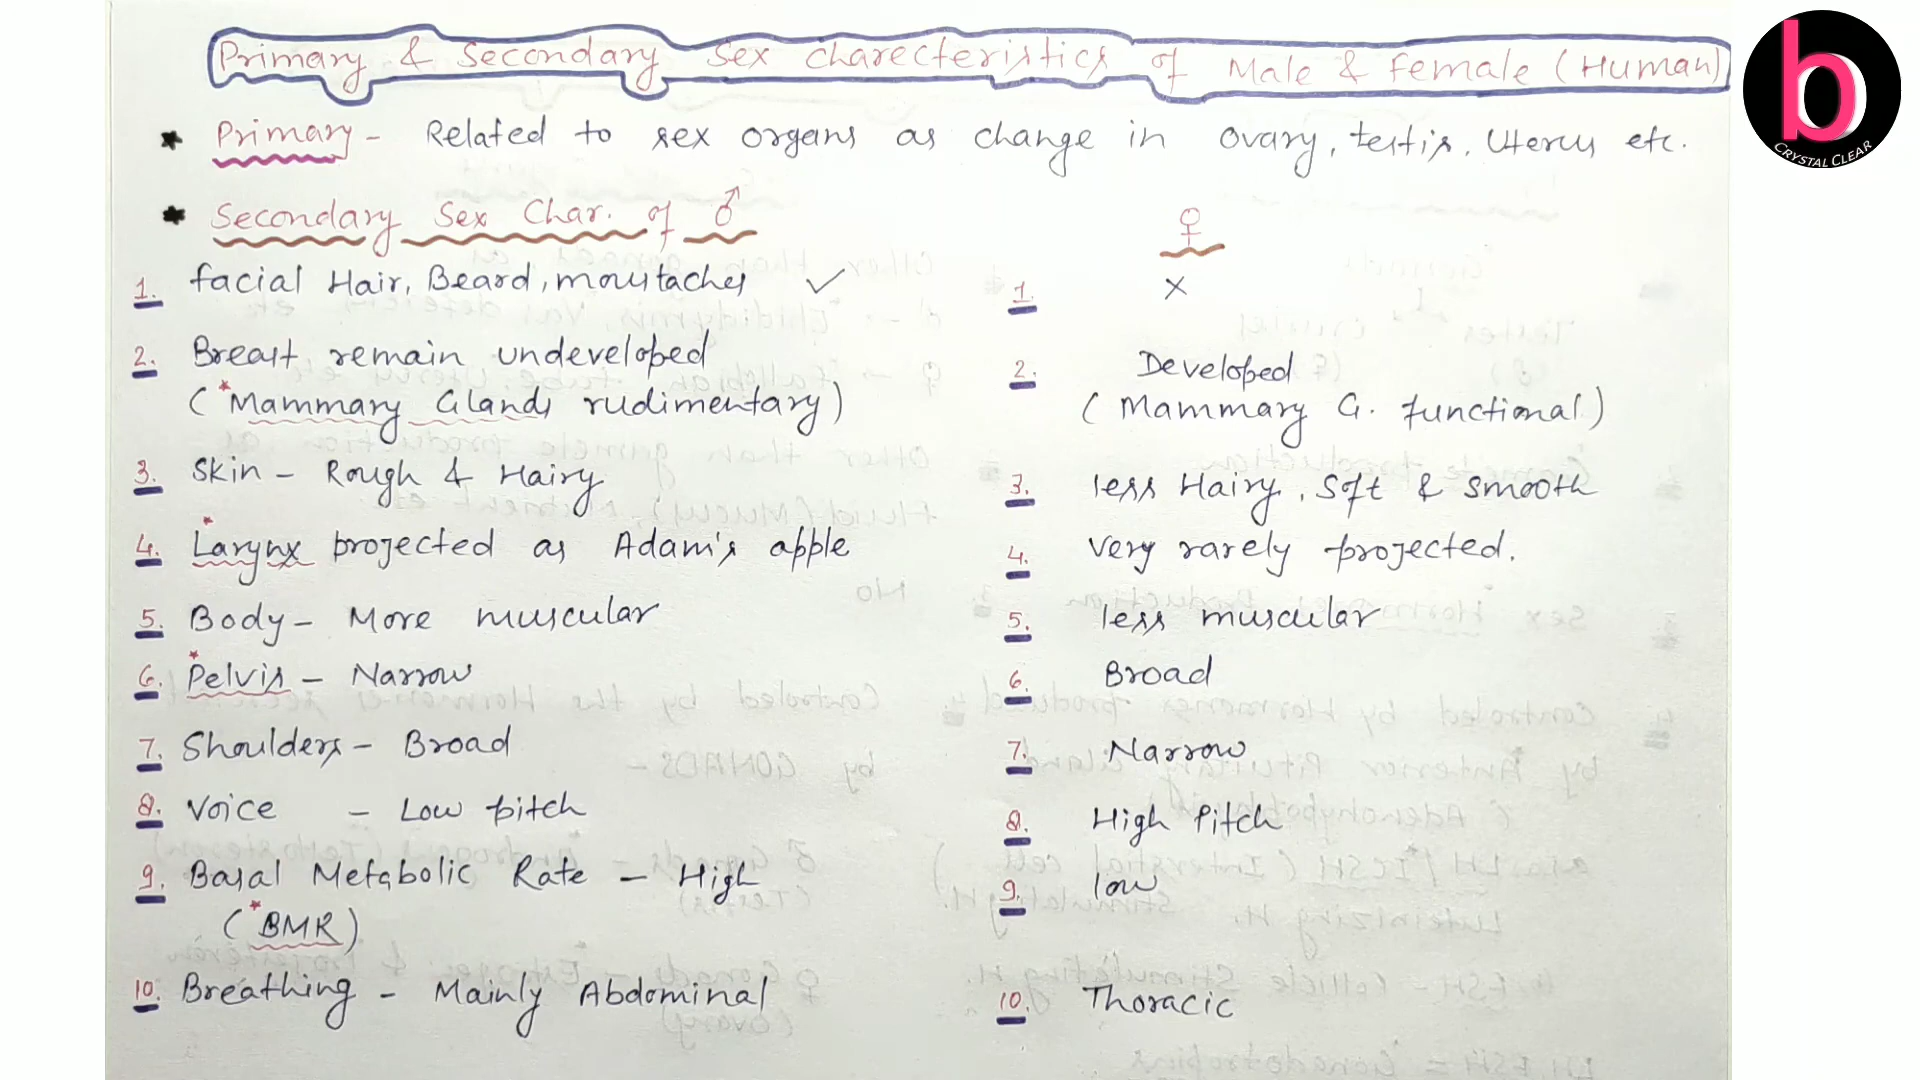 Primary & Secondary Sex Charecteristics of Male & Female (Human)
* Primary - Related to sex organs as change in Ovary, testis, Uterus etc.
* Secondary Sex Char. of ♂ ♀
1. facial Hair, Beard, moustaches ✓
1. ×
2. Breast remain undeveloped
(*Mammary Glands rudimentary)
2. Developed
(Mammary G. functional)
3. Skin - Rough & Hairy
3. less Hairy, Soft & smooth
4. *Larynx projected as Adam's apple
4. Very rarely projected.
5. Body - More muscular
5. less muscular
6. *Pelvis - Narrow
6. Broad
7. Shoulders - Broad
7. Narrow
8. Voice - Low pitch
8. High Pitch
9. Basal Metabolic Rate - High
(*BMR)
9. low
10. Breathing - Mainly Abdominal
10. Thoracic
b
CRYSTAL CLEAR